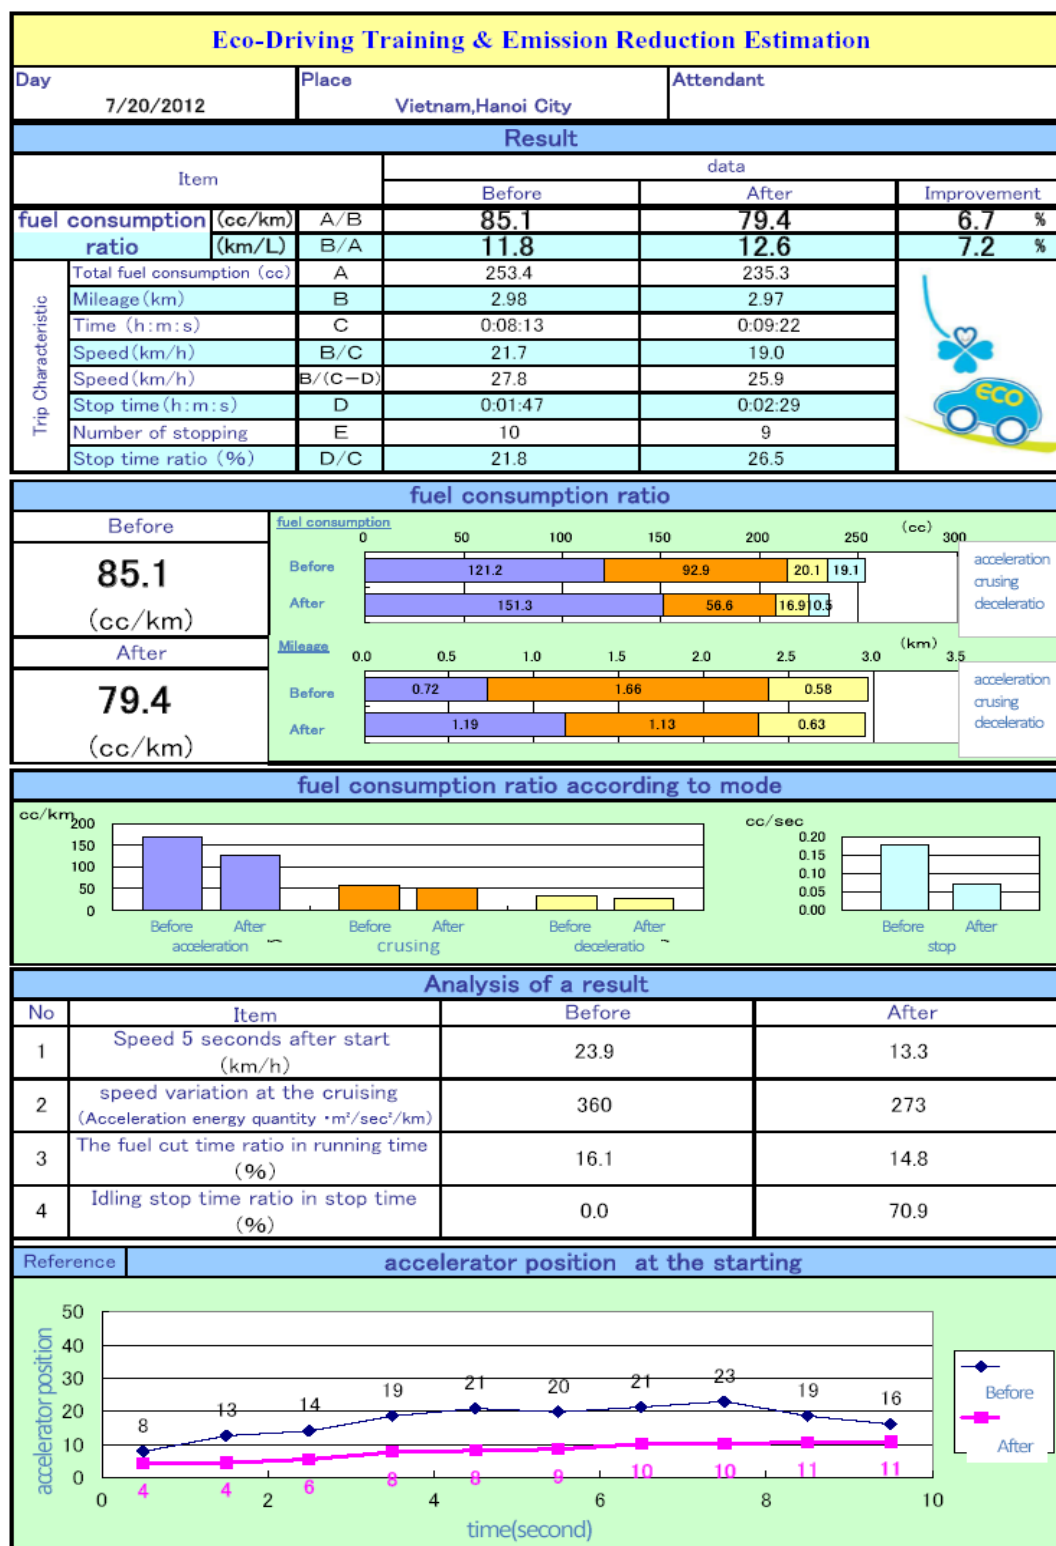 Eco-Driving Training & Emission Reduction Estimation
Day Place Attendant
7/20/2012 Vietnam,Hanoi City
Result
Item data
Before After Improvement
fuel consumption (cc/km) A/B 85.1 79.4 6.7 %
ratio (km/L) B/A 11.8 12.6 7.2 %
Trip Characteristic
Total fuel consumption (cc) A 253.4 235.3
Mileage(km) B 2.98 2.97
Time (h:m:s) C 0:08:13 0:09:22
Speed(km/h) B/C 21.7 19.0
Speed(km/h) B/(C-D) 27.8 25.9
Stop time(h:m:s) D 0:01:47 0:02:29
Number of stopping E 10 9
Stop time ratio (%) D/C 21.8 26.5
eco
fuel consumption ratio
Before
85.1
(cc/km)
After
79.4
(cc/km)
fuel consumption (cc)
0 50 100 150 200 250 300
Before 121.2 92.9 20.1 19.1
After 151.3 56.6 16.9 10.5
acceleration
crusing
deceleratio
Mileage (km)
0.0 0.5 1.0 1.5 2.0 2.5 3.0 3.5
Before 0.72 1.66 0.58
After 1.19 1.13 0.63
acceleration
crusing
deceleratio
fuel consumption ratio according to mode
cc/km
200
150
100
50
0
Before After Before After Before After
acceleration crusing deceleratio
cc/sec
0.20
0.15
0.10
0.05
0.00
Before After
stop
Analysis of a result
No Item Before After
1 Speed 5 seconds after start (km/h) 23.9 13.3
2 speed variation at the cruising (Acceleration energy quantity・m²/sec²/km) 360 273
3 The fuel cut time ratio in running time (%) 16.1 14.8
4 Idling stop time ratio in stop time (%) 0.0 70.9
Reference accelerator position at the starting
accelerator position
50
40
30
20
10
0
8 13 14 19 21 20 21 23 19 16
4 4 6 8 8 9 10 10 11 11
0 2 4 6 8 10
time(second)
Before
After